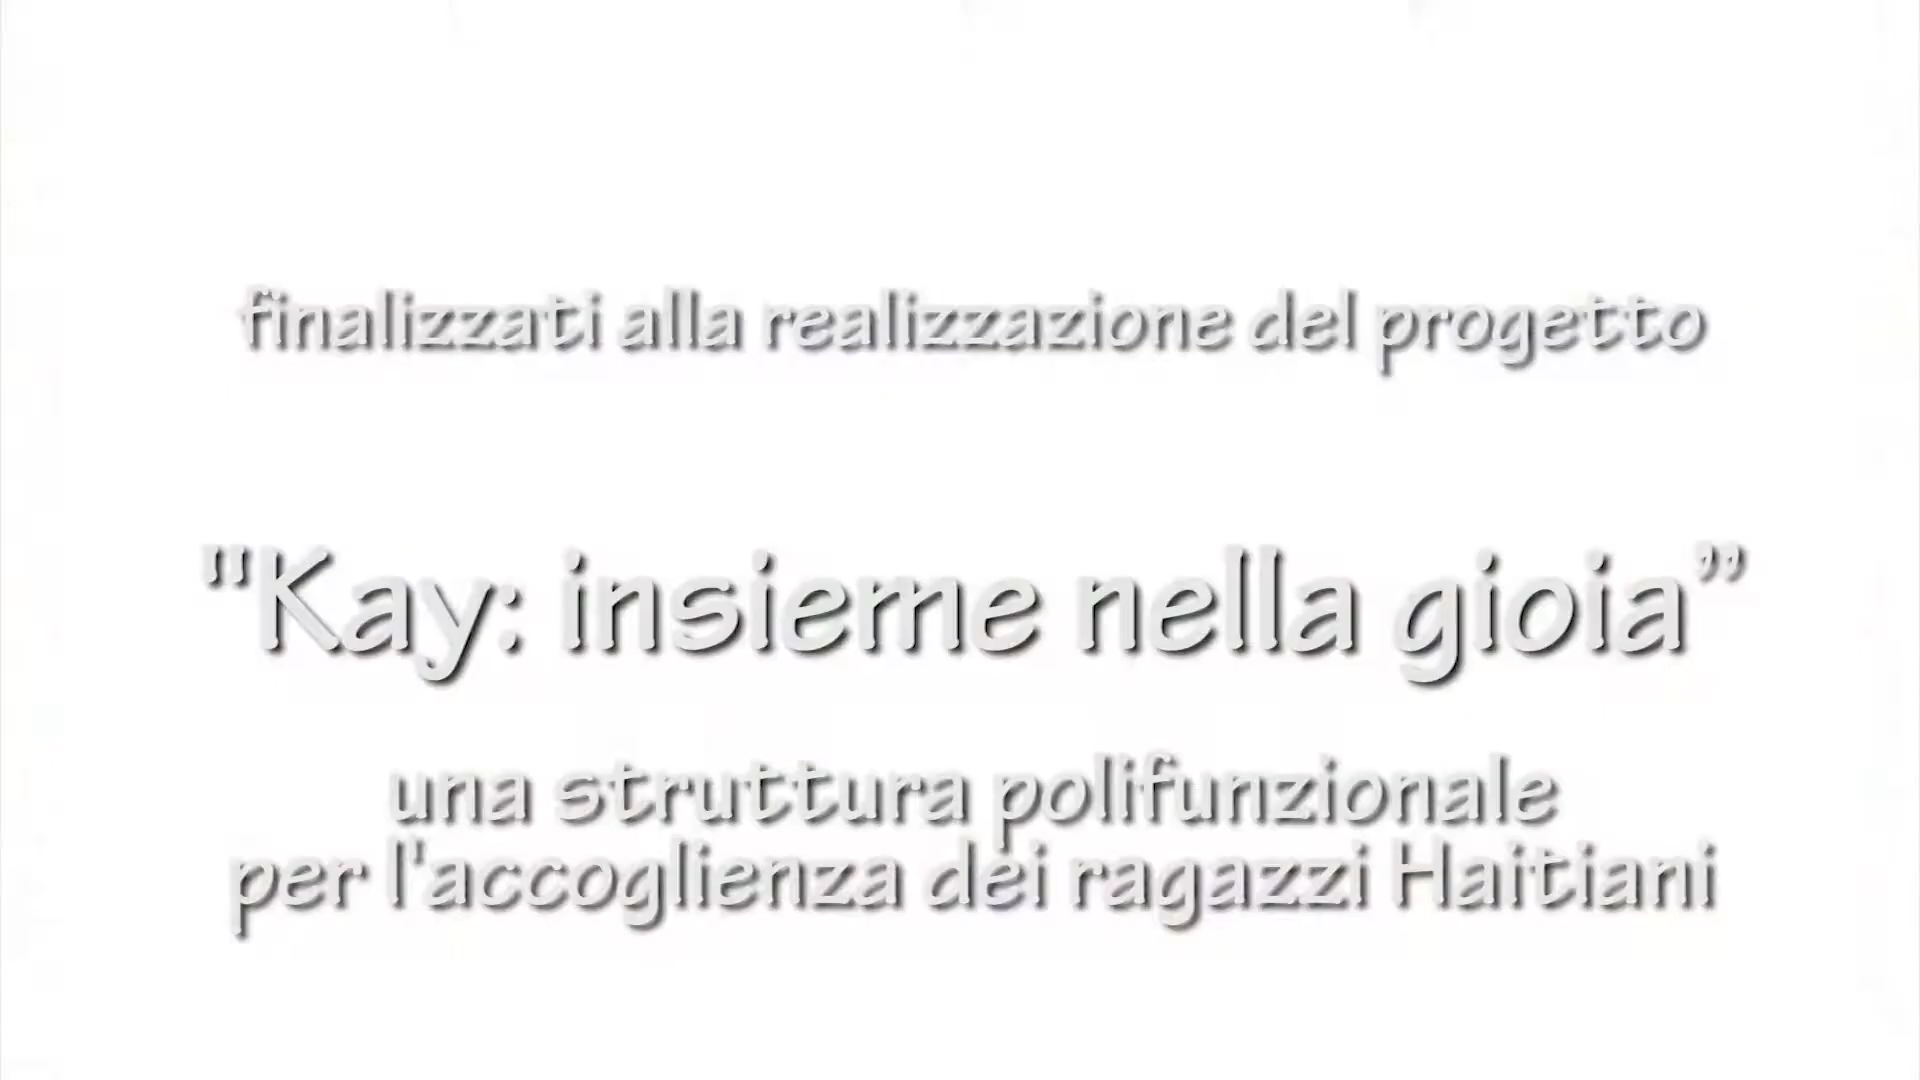 finalizzati alla realizzazione del progetto
"Kay: insieme nella gioia”
una struttura polifunzionale
per l'accoglienza dei ragazzi Haitiani